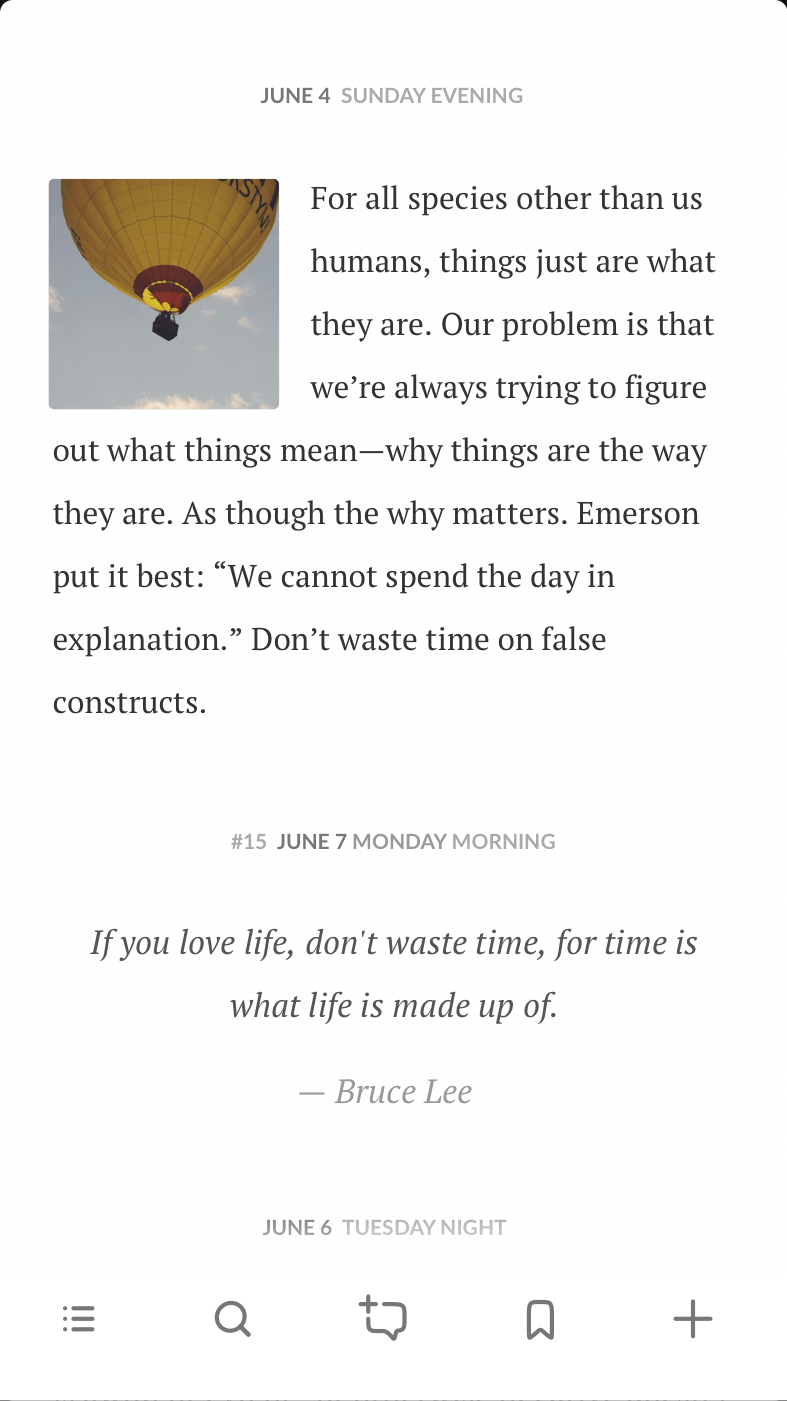 JUNE 4 SUNDAY EVENING
For all species other than us
humans, things just are what
they are. Our problem is that
we’re always trying to figure
out what things mean—why things are the way
they are. As though the why matters. Emerson
put it best: “We cannot spend the day in
explanation.” Don’t waste time on false
constructs.
#15 JUNE 7 MONDAY MORNING
If you love life, don't waste time, for time is
what life is made up of.
— Bruce Lee
JUNE 6 TUESDAY NIGHT